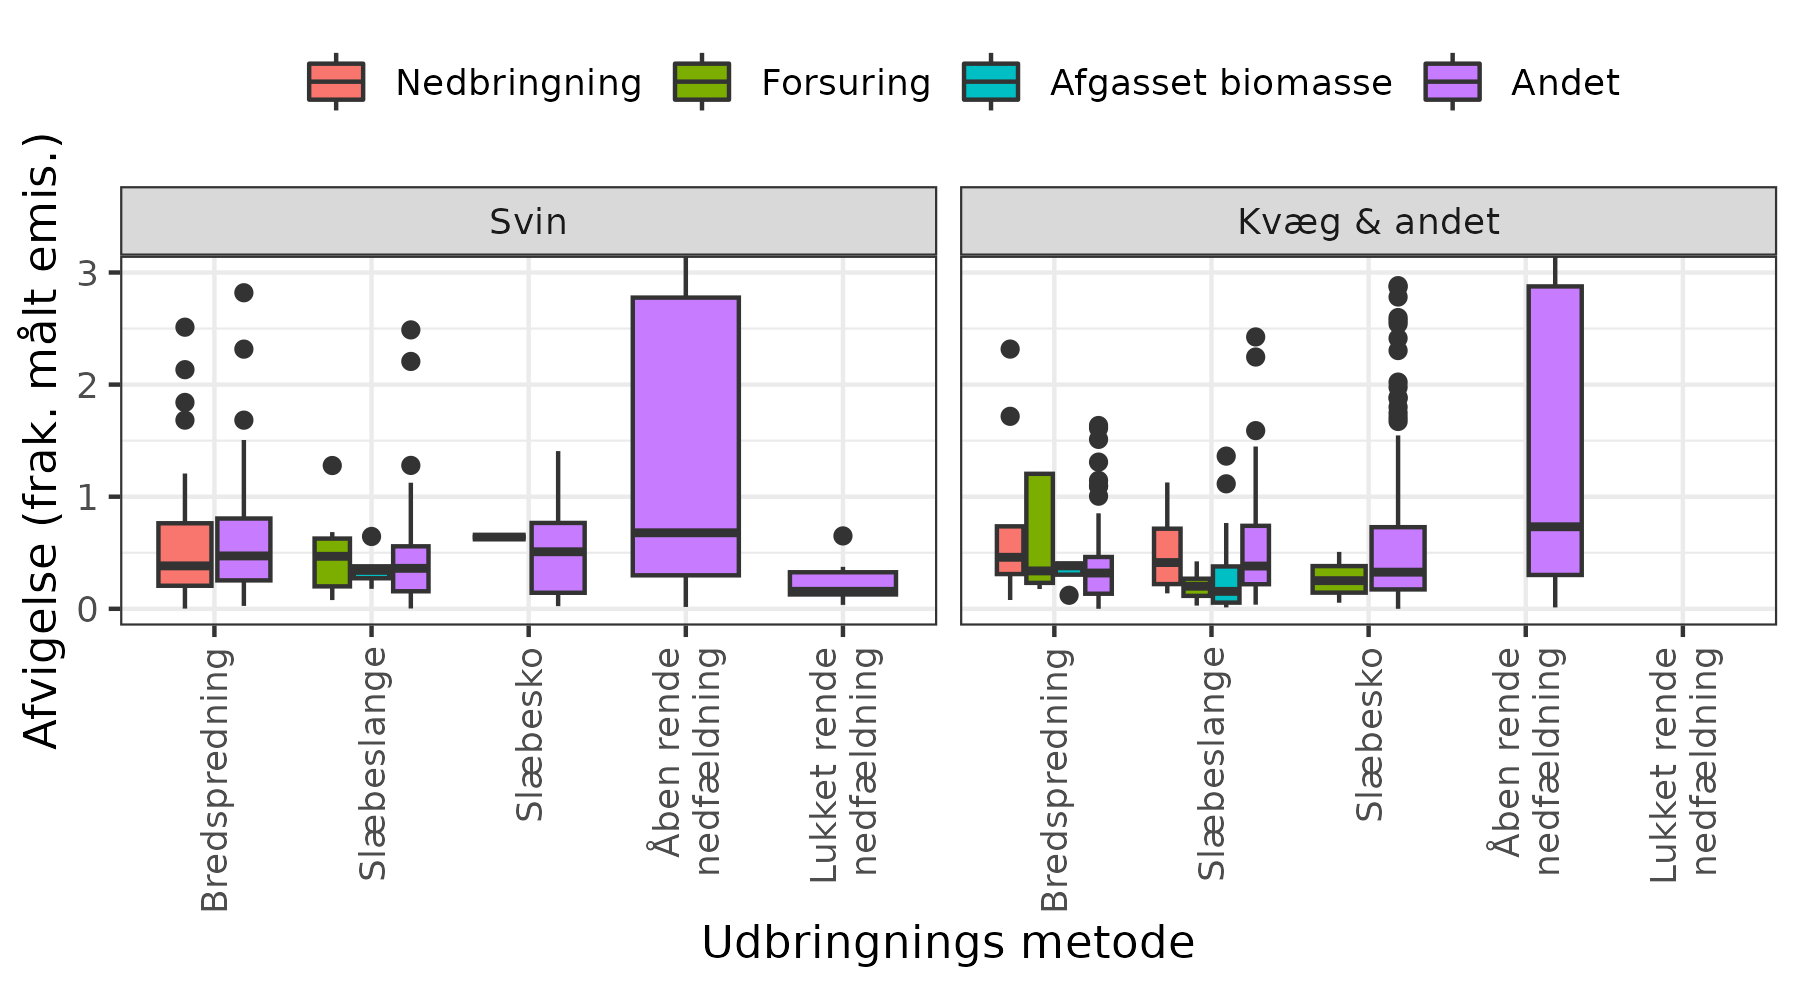 Nedbringning Forsuring Afgasset biomasse Andet
Afvigelse (frak. målt emis.)
Svin
Kvæg & andet
3
2
1
0
Bredspredning
Slæbeslange
Slæbesko
Åben rende
nedfældning
Lukket rende
nedfældning
Bredspredning
Slæbeslange
Slæbesko
Åben rende
nedfældning
Lukket rende
nedfældning
Udbringnings metode